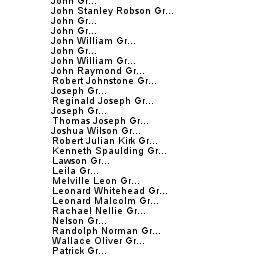 John Gr...
John Stanley Robson Gr...
John Gr...
John Gr...
John William Gr...
John Gr...
John William Gr...
John Raymond Gr...
Robert Johnstone Gr...
Joseph Gr...
Reginald Joseph Gr...
Joseph Gr...
Thomas Joseph Gr...
Joshua Wilson Gr...
Robert Julian Kirk Gr...
Kenneth Spaulding Gr...
Lawson Gr...
Leila Gr...
Melville Leon Gr...
Leonard Whitehead Gr...
Leonard Malcolm Gr...
Rachael Nellie Gr...
Nelson Gr...
Randolph Norman Gr...
Wallace Oliver Gr...
Patrick Gr...